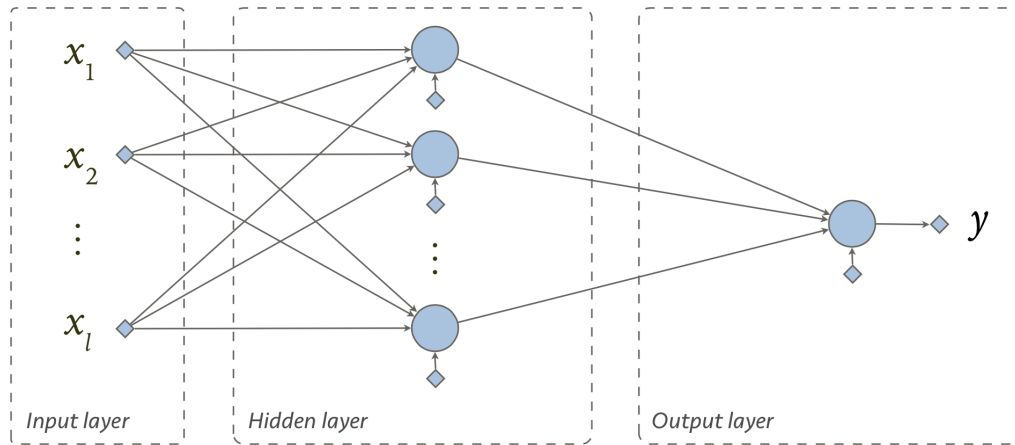 x₁
x₂
⋮
xₗ
Input layer
⋮
Hidden layer
y
Output layer